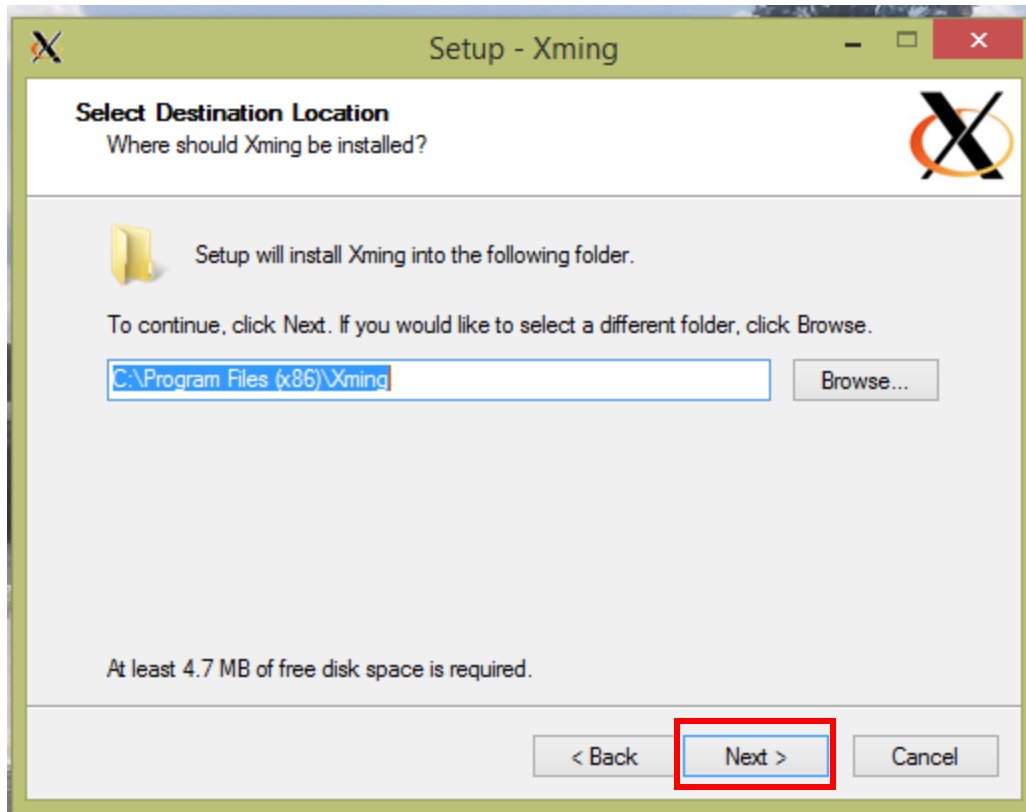 Setup - Xming
Select Destination Location
Where should Xming be installed?
Setup will install Xming into the following folder.
To continue, click Next. If you would like to select a different folder, click Browse.
C:\Program Files (x86)\Xming
Browse...
At least 4.7 MB of free disk space is required.
< Back
Next >
Cancel